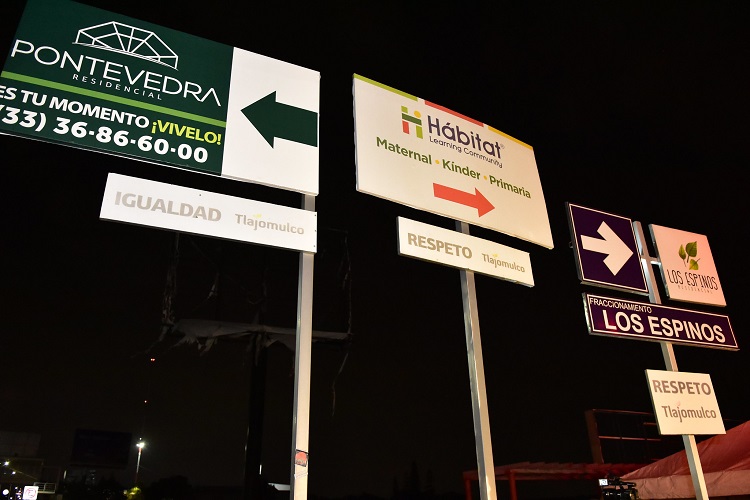 PONTEVEDRA
RESIDENCIAL
ES TU MOMENTO ¡VIVELO!
(33) 36·86·60·00
IGUALDAD Tlajomulco
Hábitat
Learning Community
Maternal • Kínder • Primaria
RESPETO Tlajomulco
LOS ESPINOS
RESIDENCIAL
FRACCIONAMIENTO
LOS ESPINOS
RESPETO
Tlajomulco